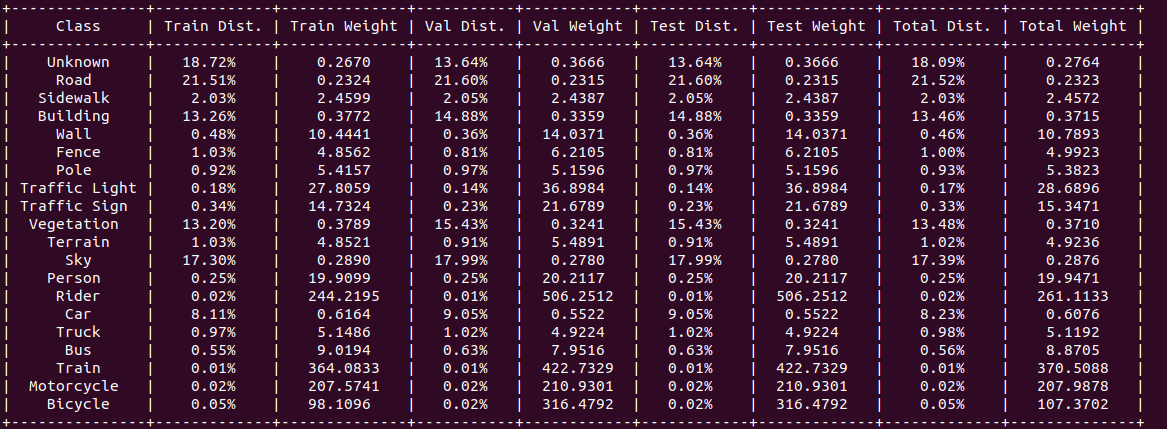 +---------------+-------------+--------------+-----------+------------+------------+-------------+-------------+--------------+
| Class | Train Dist. | Train Weight | Val Dist. | Val Weight | Test Dist. | Test Weight | Total Dist. | Total Weight |
+---------------+-------------+--------------+-----------+------------+------------+-------------+-------------+--------------+
| Unknown | 18.72% | 0.2670 | 13.64% | 0.3666 | 13.64% | 0.3666 | 18.09% | 0.2764 |
| Road | 21.51% | 0.2324 | 21.60% | 0.2315 | 21.60% | 0.2315 | 21.52% | 0.2323 |
| Sidewalk | 2.03% | 2.4599 | 2.05% | 2.4387 | 2.05% | 2.4387 | 2.03% | 2.4572 |
| Building | 13.26% | 0.3772 | 14.88% | 0.3359 | 14.88% | 0.3359 | 13.46% | 0.3715 |
| Wall | 0.48% | 10.4441 | 0.36% | 14.0371 | 0.36% | 14.0371 | 0.46% | 10.7893 |
| Fence | 1.03% | 4.8562 | 0.81% | 6.2105 | 0.81% | 6.2105 | 1.00% | 4.9923 |
| Pole | 0.92% | 5.4157 | 0.97% | 5.1596 | 0.97% | 5.1596 | 0.93% | 5.3823 |
| Traffic Light | 0.18% | 27.8059 | 0.14% | 36.8984 | 0.14% | 36.8984 | 0.17% | 28.6896 |
| Traffic Sign | 0.34% | 14.7324 | 0.23% | 21.6789 | 0.23% | 21.6789 | 0.33% | 15.3471 |
| Vegetation | 13.20% | 0.3789 | 15.43% | 0.3241 | 15.43% | 0.3241 | 13.48% | 0.3710 |
| Terrain | 1.03% | 4.8521 | 0.91% | 5.4891 | 0.91% | 5.4891 | 1.02% | 4.9236 |
| Sky | 17.30% | 0.2890 | 17.99% | 0.2780 | 17.99% | 0.2780 | 17.39% | 0.2876 |
| Person | 0.25% | 19.9099 | 0.25% | 20.2117 | 0.25% | 20.2117 | 0.25% | 19.9471 |
| Rider | 0.02% | 244.2195 | 0.01% | 506.2512 | 0.01% | 506.2512 | 0.02% | 261.1133 |
| Car | 8.11% | 0.6164 | 9.05% | 0.5522 | 9.05% | 0.5522 | 8.23% | 0.6076 |
| Truck | 0.97% | 5.1486 | 1.02% | 4.9224 | 1.02% | 4.9224 | 0.98% | 5.1192 |
| Bus | 0.55% | 9.0194 | 0.63% | 7.9516 | 0.63% | 7.9516 | 0.56% | 8.8705 |
| Train | 0.01% | 364.0833 | 0.01% | 422.7329 | 0.01% | 422.7329 | 0.01% | 370.5088 |
| Motorcycle | 0.02% | 207.5741 | 0.02% | 210.9301 | 0.02% | 210.9301 | 0.02% | 207.9878 |
| Bicycle | 0.05% | 98.1096 | 0.02% | 316.4792 | 0.02% | 316.4792 | 0.05% | 107.3702 |
+---------------+-------------+--------------+-----------+------------+------------+-------------+-------------+--------------+